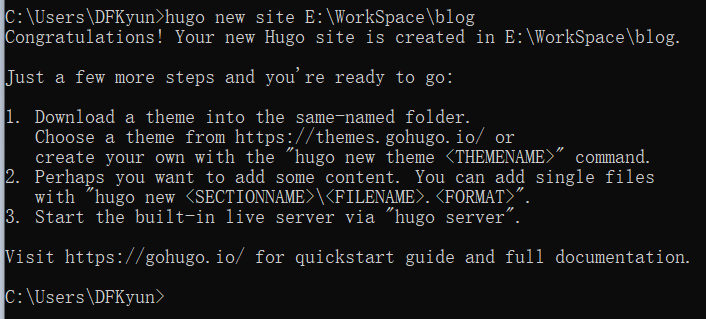 C:\Users\DFKyun>hugo new site E:\WorkSpace\blog
Congratulations! Your new Hugo site is created in E:\WorkSpace\blog.
Just a few more steps and you're ready to go:
1. Download a theme into the same-named folder.
Choose a theme from https://themes.gohugo.io/ or
create your own with the "hugo new theme <THEMENAME>" command.
2. Perhaps you want to add some content. You can add single files
with "hugo new <SECTIONNAME>\<FILENAME>.<FORMAT>".
3. Start the built-in live server via "hugo server".
Visit https://gohugo.io/ for quickstart guide and full documentation.
C:\Users\DFKyun>